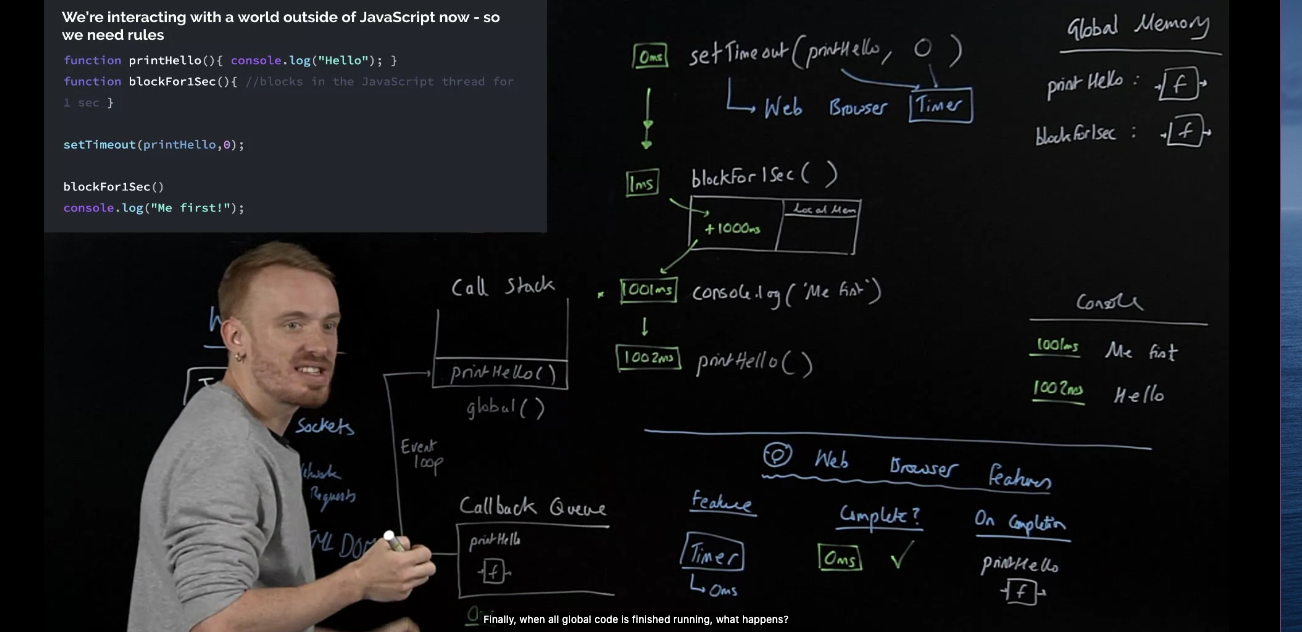 We're interacting with a world outside of JavaScript now - so
we need rules
function printHello(){ console.log("Hello"); }
function blockFor1Sec(){ //blocks in the JavaScript thread for
1 sec }
setTimeout(printHello,0);
blockFor1Sec()
console.log("Me first!");
0ms setTimeout(printHello, 0)
Web Browser Timer
1ms blockFor1Sec()
Local Mem
+1000ms
1001ms console.log('Me first')
1002ms printHello()
Global Memory
printHello: f
blockFor1sec: f
Console
1001ms Me first
1002ms Hello
Call Stack
printHello()
global()
Event
loop
Callback Queue
printHello
f
Sockets
Requests
DOM
Web Browser Features
Feature Complete? On Completion
Timer 0ms ✓ printHello
0ms f
Finally, when all global code is finished running, what happens?